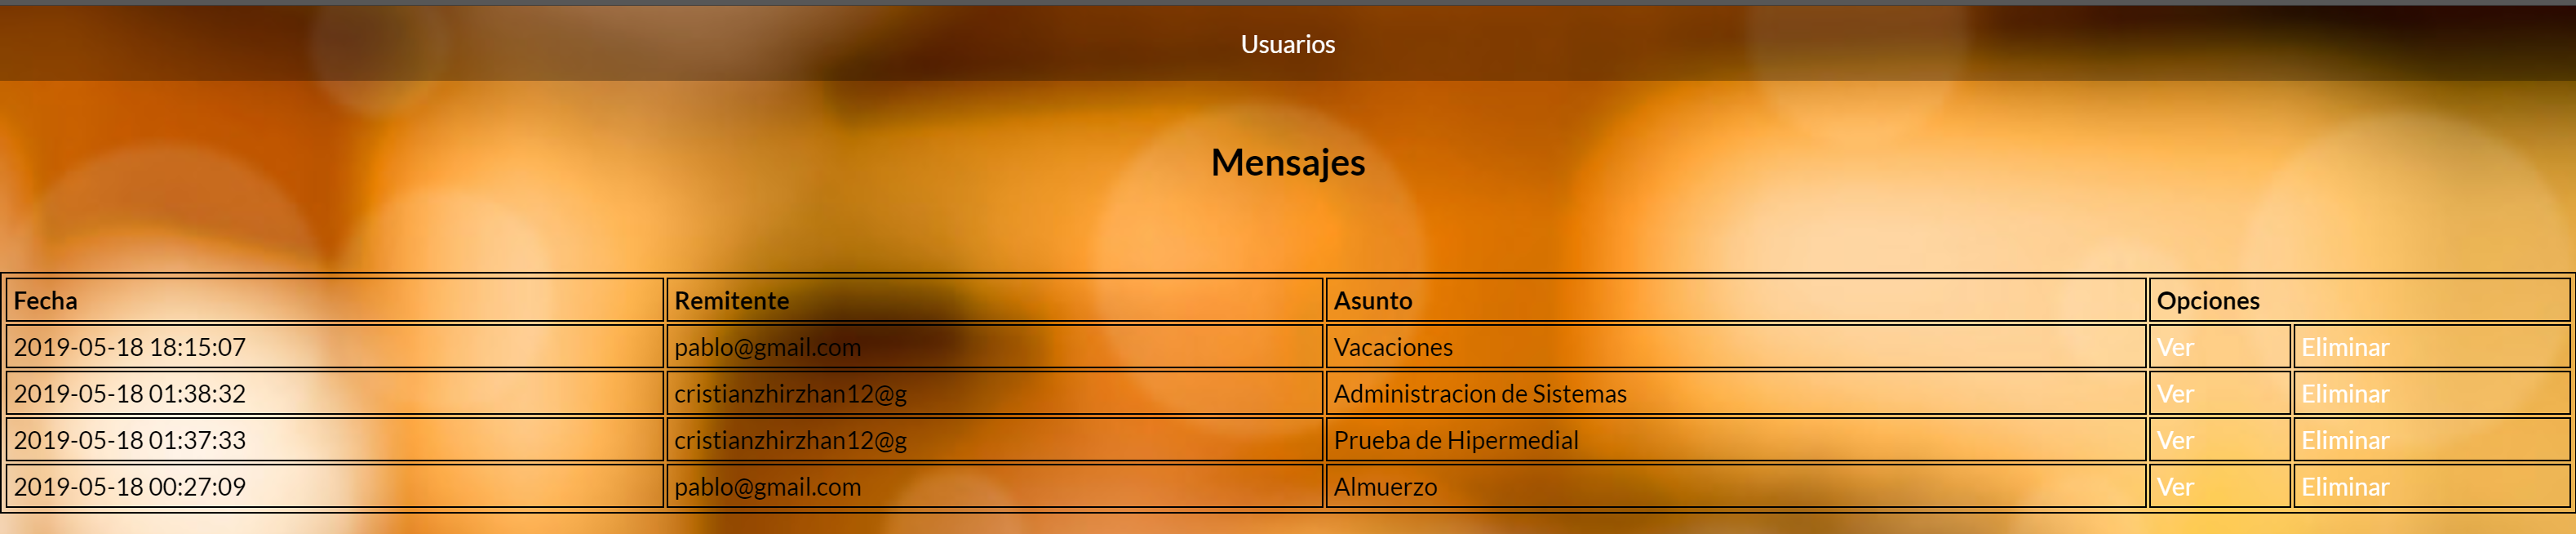 Usuarios
Mensajes
Fecha Remitente Asunto Opciones
2019-05-18 18:15:07 pablo@gmail.com Vacaciones Ver Eliminar
2019-05-18 01:38:32 cristianzhirzhan12@g Administracion de Sistemas Ver Eliminar
2019-05-18 01:37:33 cristianzhirzhan12@g Prueba de Hipermedial Ver Eliminar
2019-05-18 00:27:09 pablo@gmail.com Almuerzo Ver Eliminar